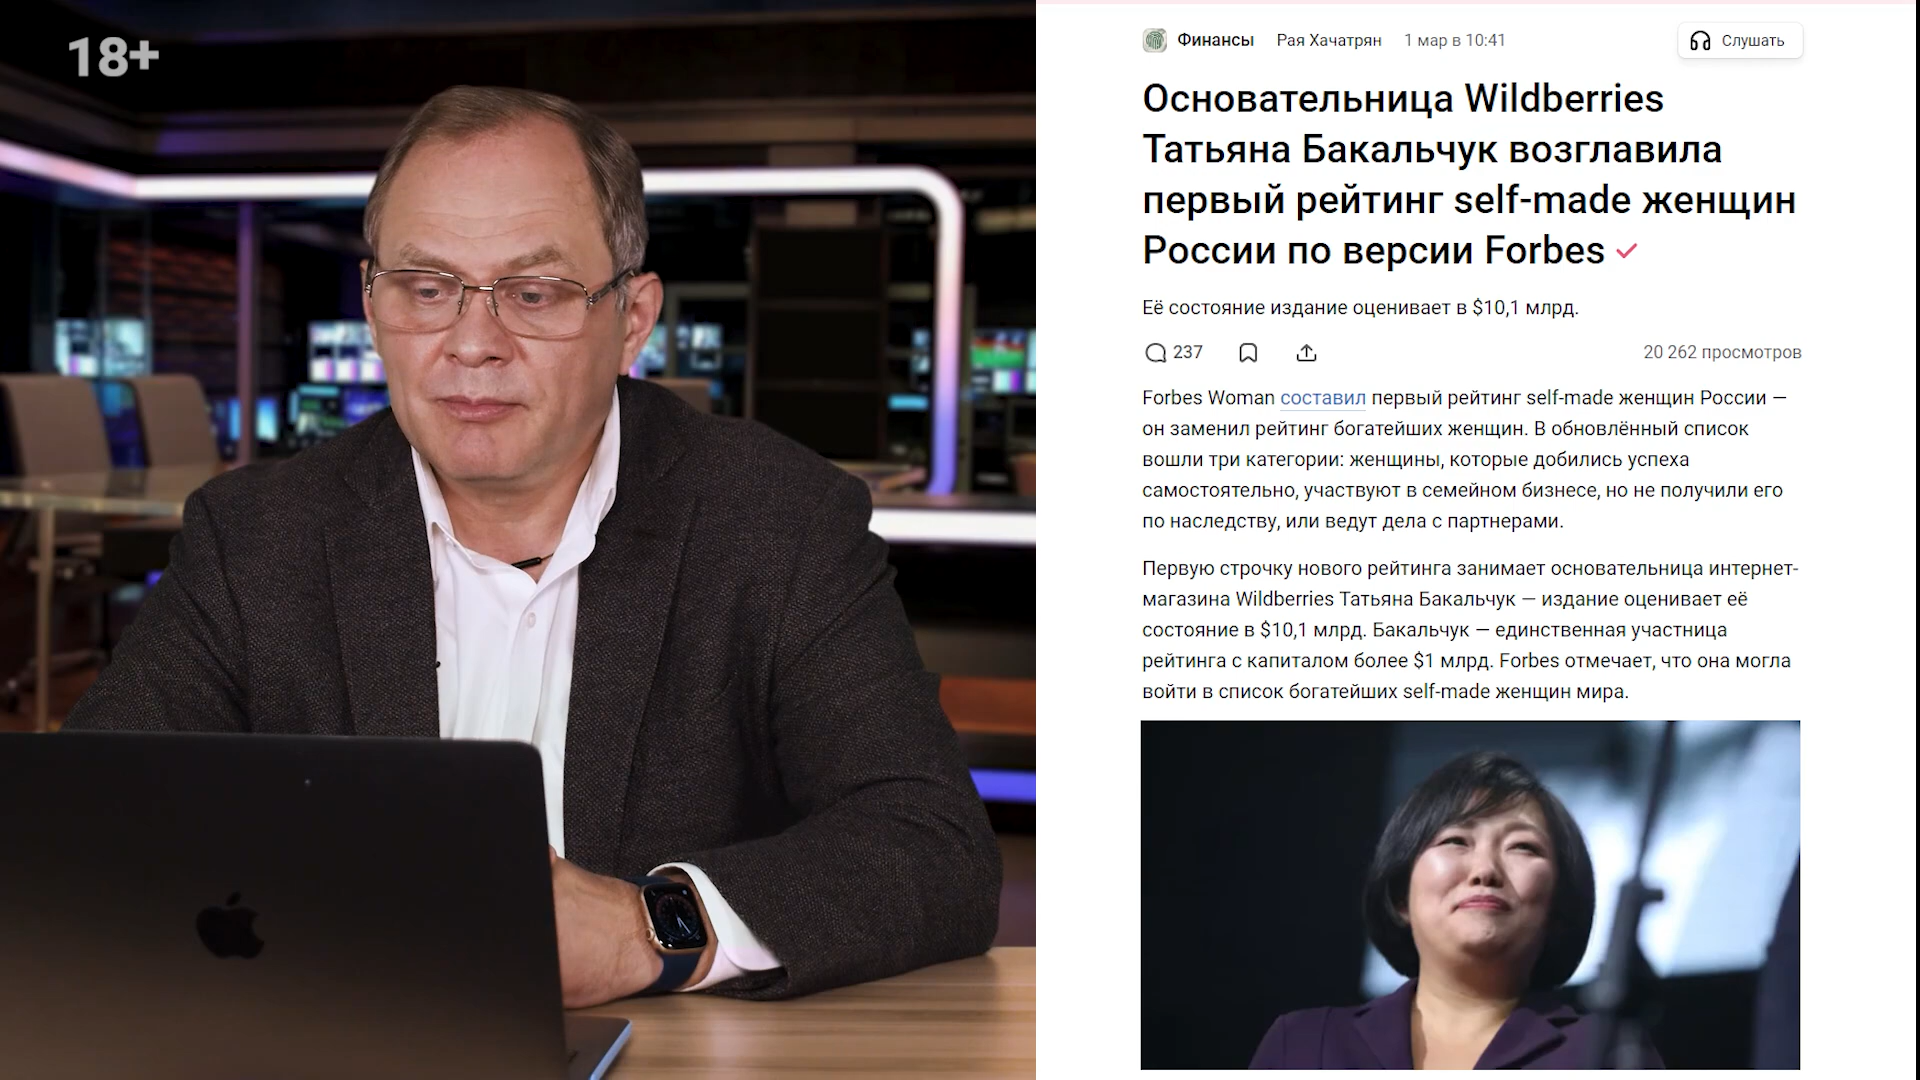 18+
Финансы Рая Хачатрян 1 мар в 10:41 Слушать
Основательница Wildberries
Татьяна Бакальчук возглавила
первый рейтинг self-made женщин
России по версии Forbes
Её состояние издание оценивает в $10,1 млрд.
237 20 262 просмотров
Forbes Woman составил первый рейтинг self-made женщин России —
он заменил рейтинг богатейших женщин. В обновлённый список
вошли три категории: женщины, которые добились успеха
самостоятельно, участвуют в семейном бизнесе, но не получили его
по наследству, или ведут дела с партнерами.
Первую строчку нового рейтинга занимает основательница интернет-
магазина Wildberries Татьяна Бакальчук — издание оценивает её
состояние в $10,1 млрд. Бакальчук — единственная участница
рейтинга с капиталом более $1 млрд. Forbes отмечает, что она могла
войти в список богатейших self-made женщин мира.